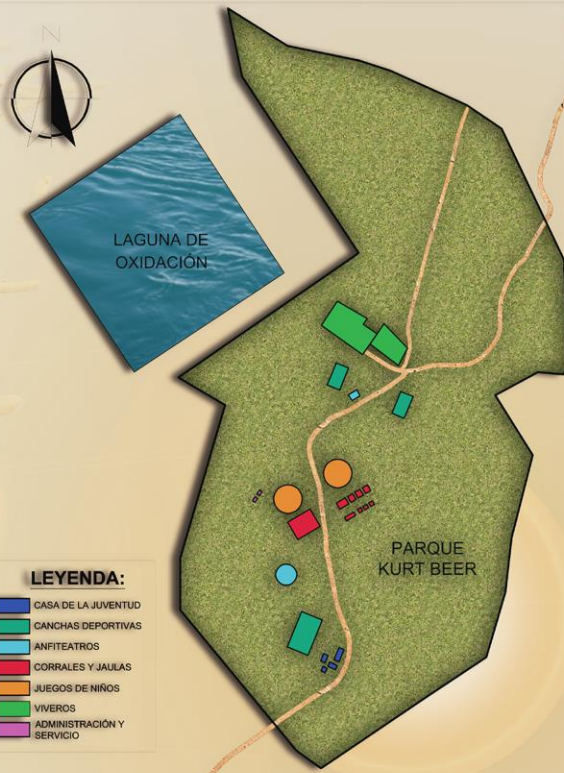 N
LAGUNA DE
OXIDACIÓN
PARQUE
KURT BEER
LEYENDA:
CASA DE LA JUVENTUD
CANCHAS DEPORTIVAS
ANFITEATROS
CORRALES Y JAULAS
JUEGOS DE NIÑOS
VIVEROS
ADMINISTRACIÓN Y
SERVICIO